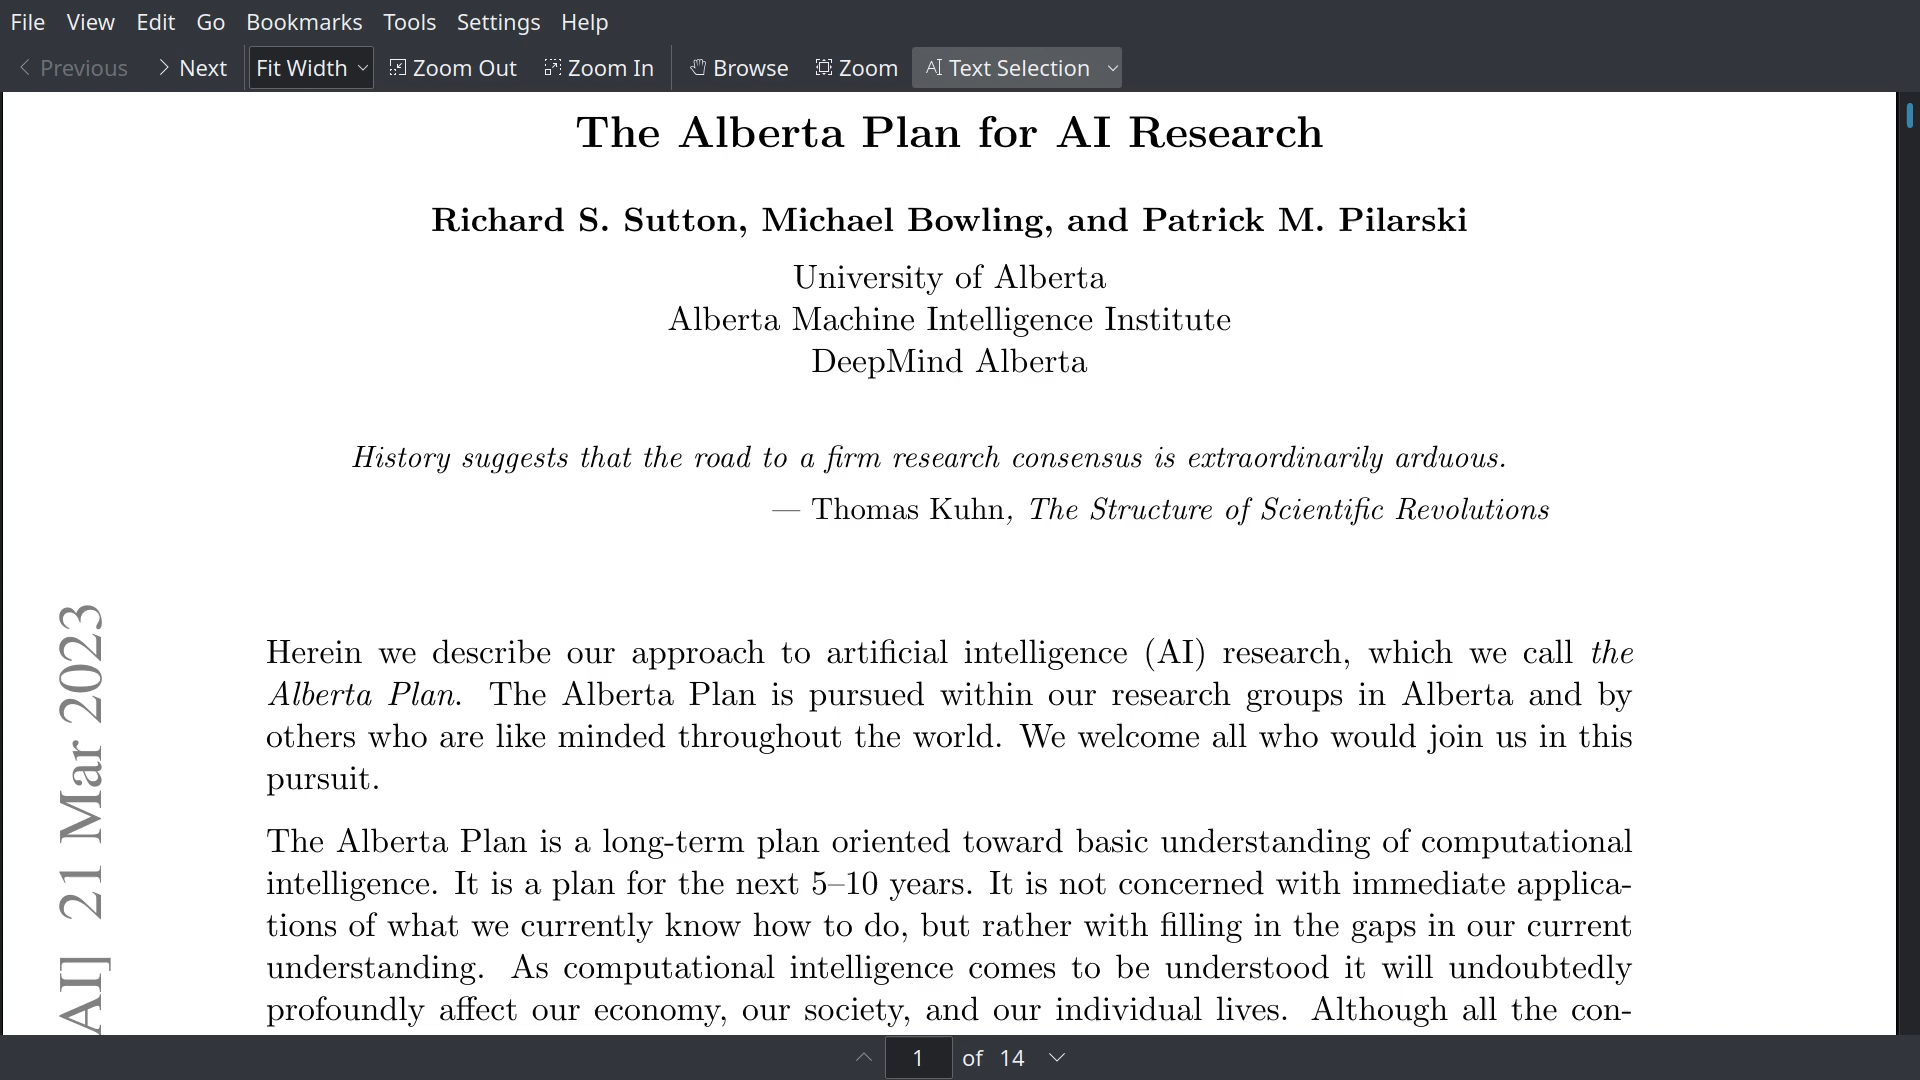 File View Edit Go Bookmarks Tools Settings Help
Previous Next Fit Width Zoom Out Zoom In Browse Zoom Text Selection
The Alberta Plan for AI Research
Richard S. Sutton, Michael Bowling, and Patrick M. Pilarski
University of Alberta
Alberta Machine Intelligence Institute
DeepMind Alberta
History suggests that the road to a firm research consensus is extraordinarily arduous.
— Thomas Kuhn, The Structure of Scientific Revolutions
AI] 21 Mar 2023
Herein we describe our approach to artificial intelligence (AI) research, which we call the
Alberta Plan. The Alberta Plan is pursued within our research groups in Alberta and by
others who are like minded throughout the world. We welcome all who would join us in this
pursuit.
The Alberta Plan is a long-term plan oriented toward basic understanding of computational
intelligence. It is a plan for the next 5–10 years. It is not concerned with immediate applica-
tions of what we currently know how to do, but rather with filling in the gaps in our current
understanding. As computational intelligence comes to be understood it will undoubtedly
profoundly affect our economy, our society, and our individual lives. Although all the con-
1 of 14